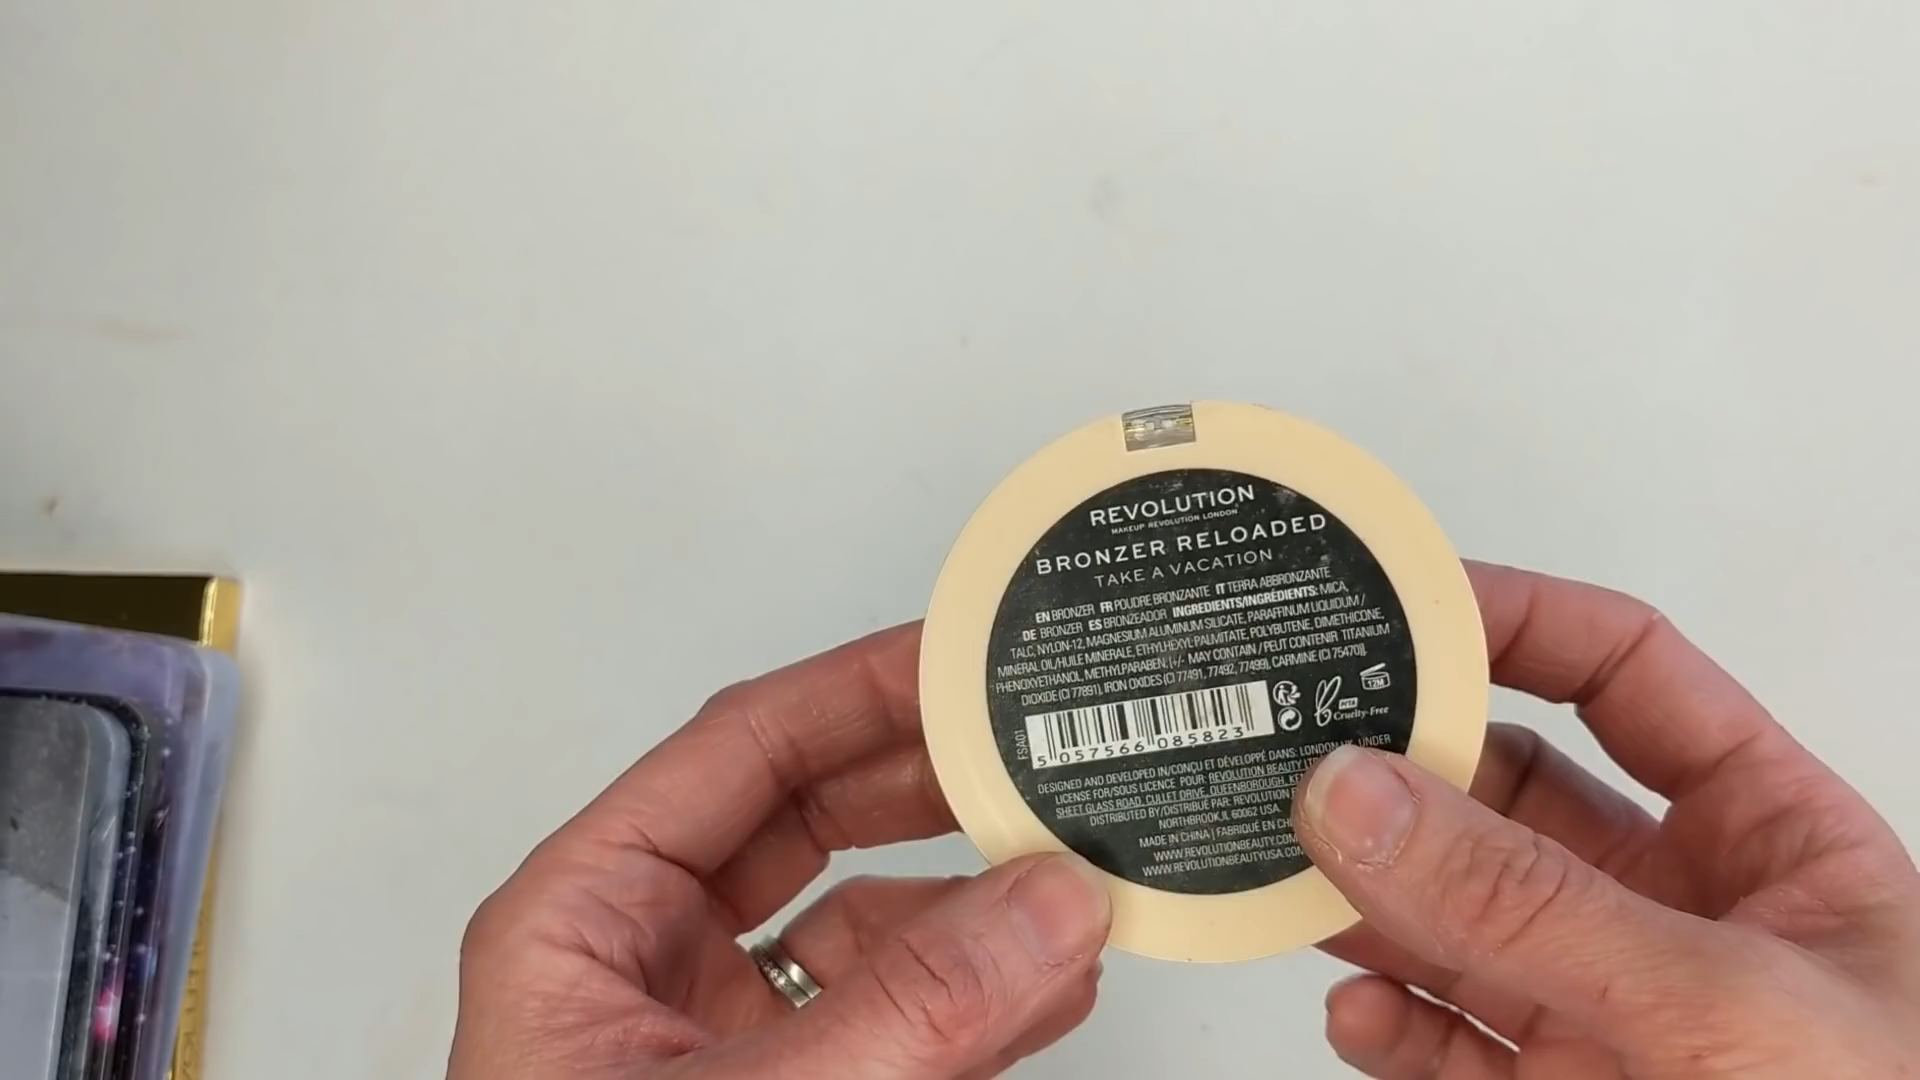 REVOLUTION
MAKEUP REVOLUTION LONDON
BRONZER RELOADED
TAKE A VACATION
EN BRONZER FR POUDRE BRONZANTE IT TERRA ABBRONZANTE
DE BRONZER ES BRONZEADOR INGREDIENTS/INGRÉDIENTS: MICA,
TALC, NYLON-12, MAGNESIUM ALUMINUM SILICATE, PARAFFINUM LIQUIDUM /
MINERAL OIL/HUILE MINERALE, ETHYLHEXYL PALMITATE, POLYBUTENE, DIMETHICONE,
PHENOXYETHANOL, METHYLPARABEN, [+/- MAY CONTAIN / PEUT CONTENIR: TITANIUM
DIOXIDE (CI 77891), IRON OXIDES (CI 77491, 77492, 77499), CARMINE (CI 75470)].
12M
PETA
Cruelty-Free
FSA01
5 057566 085823
DESIGNED AND DEVELOPED IN/CONÇU ET DÉVELOPPÉ DANS: LONDON UK, UNDER
LICENSE FOR/SOUS LICENCE POUR: REVOLUTION BEAUTY
SHEET GLASS ROAD, CULLET DRIVE, QUEENBOROUGH,
DISTRIBUTED BY/DISTRIBUÉ PAR: REVOLUTION
NORTHBROOK, IL 60062 USA.
MADE IN CHINA | FABRIQUÉ EN
WWW.REVOLUTIONBEAUTY.COM
WWW.REVOLUTIONBEAUTYUSA.COM